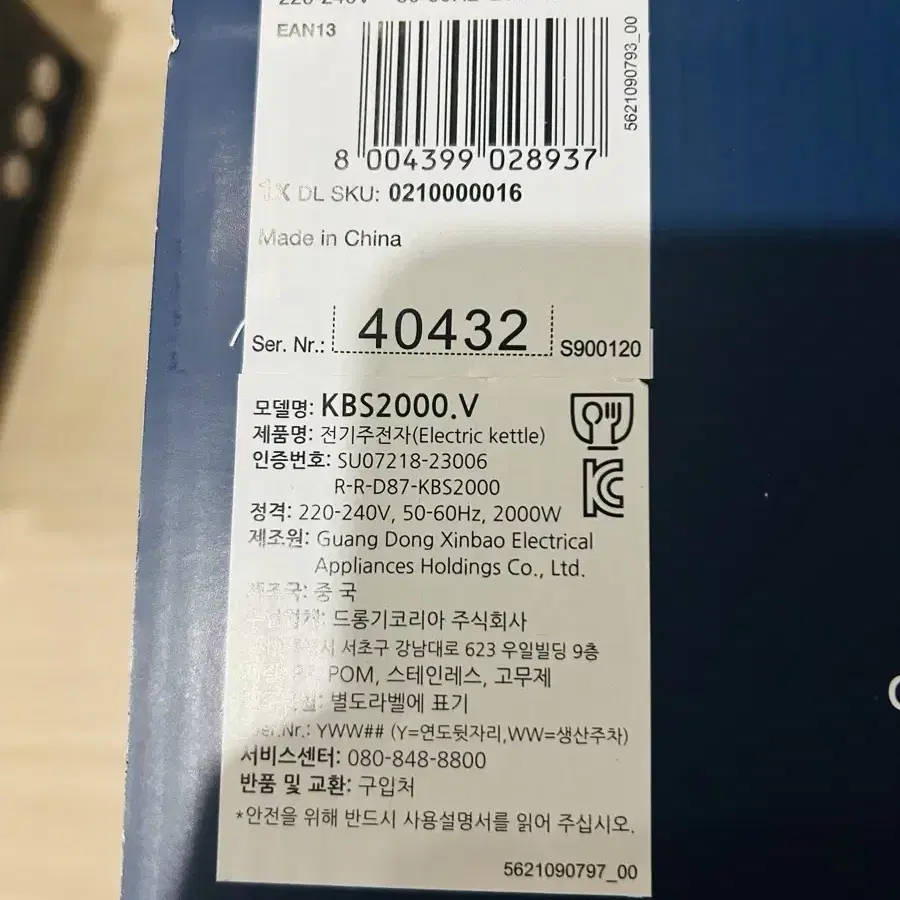 EAN13
5621090793_00
8 004399 028937
1X DL SKU: 0210000016
Made in China
Ser. Nr.: 40432 S900120
모델명: KBS2000.V
제품명: 전기주전자(Electric kettle)
인증번호: SU07218-23006
R-R-D87-KBS2000
정격: 220-240V, 50-60Hz, 2000W
제조원: Guang Dong Xinbao Electrical
Appliances Holdings Co., Ltd.
제조국: 중 국
드롱기코리아 주식회사
서초구 강남대로 623 우일빌딩 9층
POM, 스테인레스, 고무제
별도라벨에 표기
Ser.Nr.: YWW## (Y=연도뒷자리,WW=생산주차)
서비스센터: 080-848-8800
반품 및 교환: 구입처
*안전을 위해 반드시 사용설명서를 읽어 주십시오.
5621090797_00